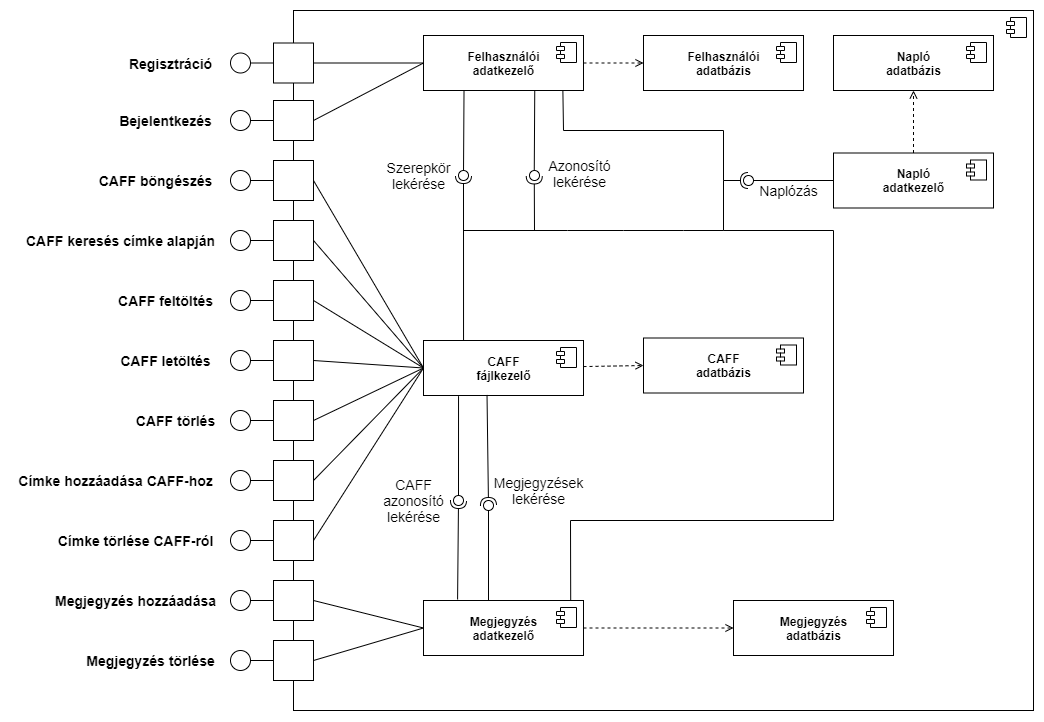 Regisztráció
Bejelentkezés
CAFF böngészés
CAFF keresés címke alapján
CAFF feltöltés
CAFF letöltés
CAFF törlés
Címke hozzáadása CAFF-hoz
Címke törlése CAFF-ról
Megjegyzés hozzáadása
Megjegyzés törlése
Felhasználói
adatkezelő
Felhasználói
adatbázis
Napló
adatbázis
Szerepkör
lekérése
Azonosító
lekérése
Naplózás
Napló
adatkezelő
CAFF
fájlkezelő
CAFF
adatbázis
CAFF
azonosító
lekérése
Megjegyzések
lekérése
Megjegyzés
adatkezelő
Megjegyzés
adatbázis